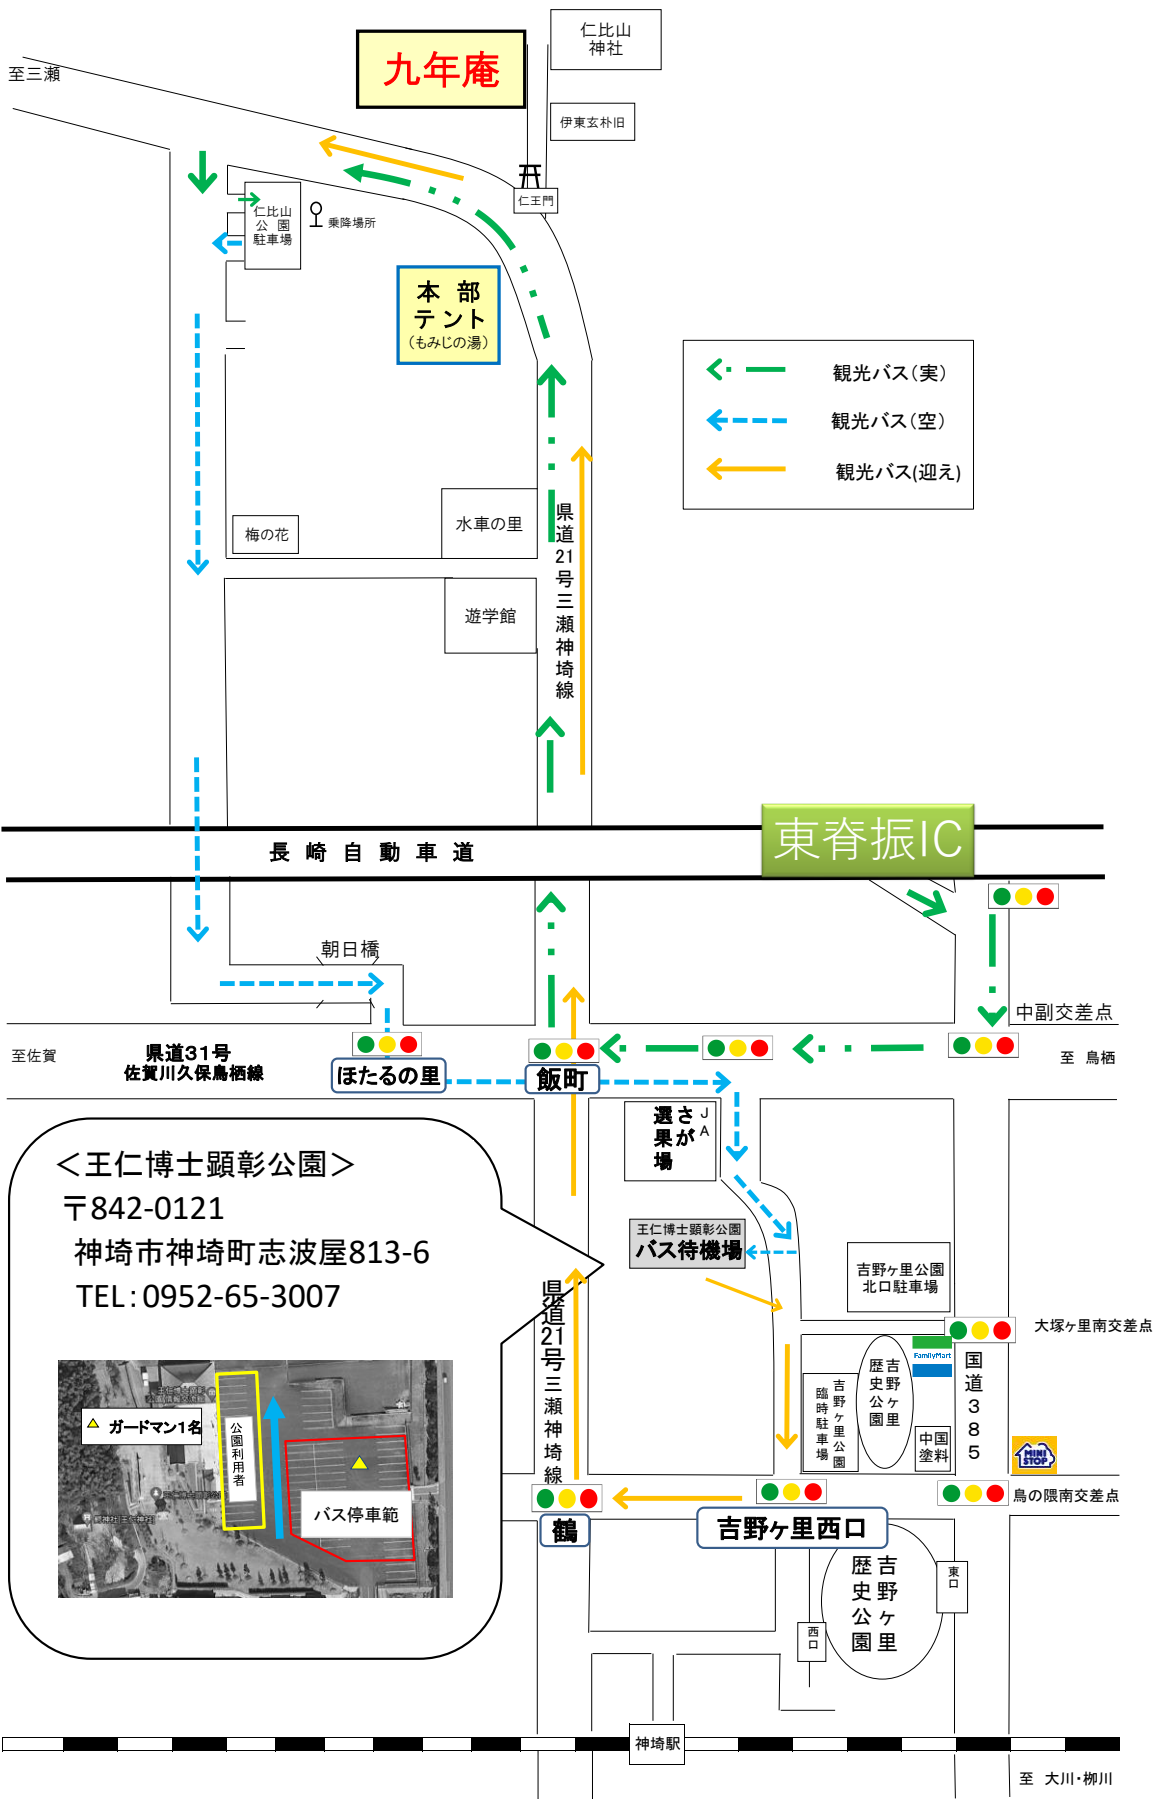 仁比山
神社
九年庵
至三瀬
伊東玄朴旧
仁王門
仁比山
公 園
駐車場
乗降場所
本 部
テント
(もみじの湯)
観光バス(実)
観光バス(空)
観光バス(迎え)
水車の里
梅の花
県道21号三瀬神埼線
遊学館
東脊振IC
長 崎 自 動 車 道
朝日橋
中副交差点
至佐賀
県道31号
佐賀川久保鳥栖線
至 鳥栖
ほたるの里
飯町
JA
さが
選果場
<王仁博士顕彰公園>
〒842-0121
神埼市神埼町志波屋813-6
TEL:0952-65-3007
王仁博士顕彰公園
バス待機場
吉野ヶ里公園
北口駐車場
県道21号三瀬神埼線
大塚ヶ里南交差点
FamilyMart
国道385
吉野ヶ里
歴史公園
吉野ヶ里公園
臨時駐車場
中国
塗料
MINI
STOP
ガードマン1名
公園利用者
バス停車範
鳥の隈南交差点
鶴
吉野ヶ里西口
吉野ヶ里
歴史公園
東口
西口
神埼駅
至 大川・柳川